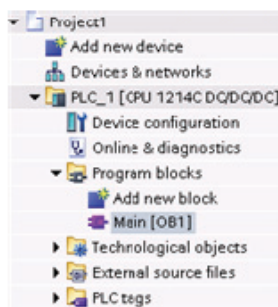 Project1
Add new device
Devices & networks
PLC_1 [CPU 1214C DC/DC/DC]
Device configuration
Online & diagnostics
Program blocks
Add new block
Main [OB1]
Technological objects
External source files
PLC tags